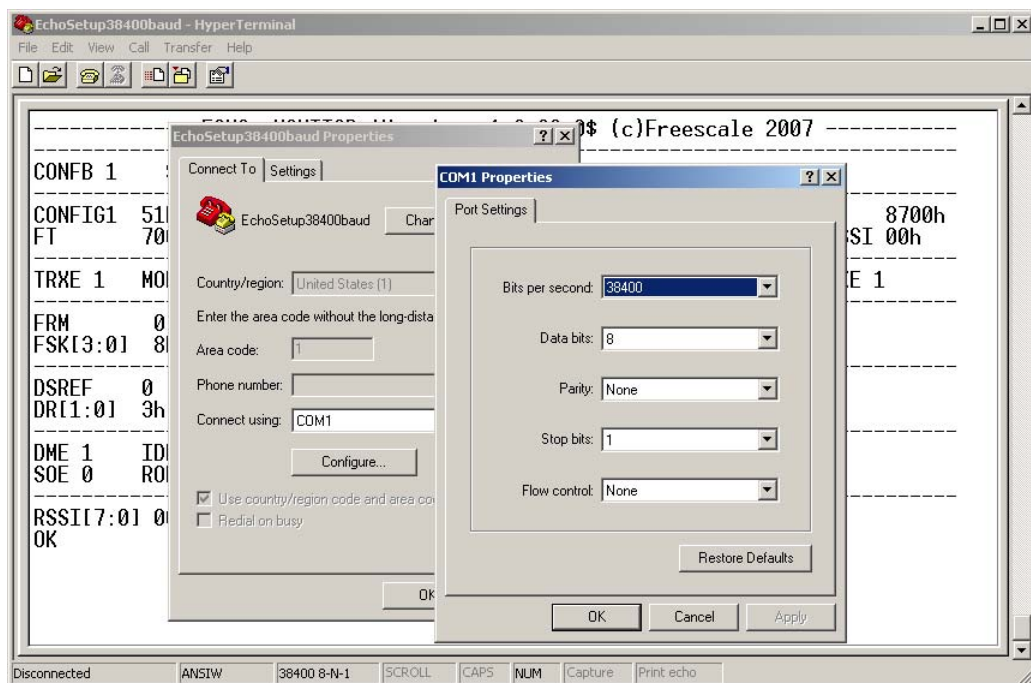 EchoSetup38400baud - HyperTerminal
File Edit View Call Transfer Help
$ (c)Freescale 2007 -----------
CONFB 1
CONFIG1 8700h
FT 00h
TRXE 1 1
FRM
FSK[3:0]
DSREF 0
DR[1:0] 3h
DME 1
SOE 0
RSSI[7:0]
OK
EchoSetup38400baud Properties
Connect To Settings
EchoSetup38400baud
Country/region: United States (1)
Enter the area code without the
Area code: 1
Phone number:
Connect using: COM1
Configure...
Use country/region code and area
Redial on busy
OK
COM1 Properties
Port Settings
Bits per second: 38400
Data bits: 8
Parity: None
Stop bits: 1
Flow control: None
Restore Defaults
OK Cancel Apply
Disconnected ANSIW 38400 8-N-1 SCROLL CAPS NUM Capture Print echo